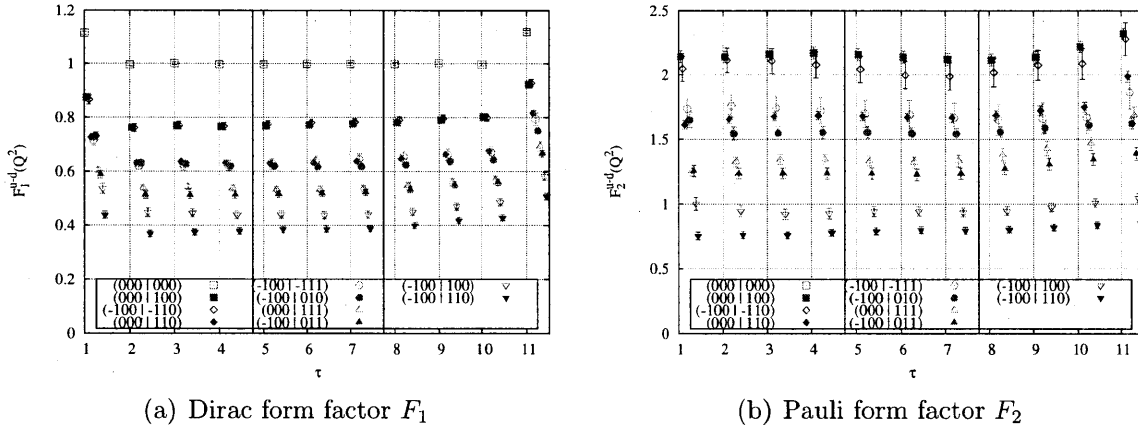 1.2
1
0.8
0.6
0.4
0.2
0
F₁ᵘ⁻ᵈ(Q²)
(000 | 000)
(000 | 100)
(-100 | -110)
(000 | 110)
(-100 | -111)
(-100 | 010)
(000 | 111)
(-100 | 011)
(-100 | 100)
(-100 | 110)
1 2 3 4 5 6 7 8 9 10 11
τ
(a) Dirac form factor F₁
2.5
2
1.5
1
0.5
0
F₂ᵘ⁻ᵈ(Q²)
(000 | 000)
(000 | 100)
(-100 | -110)
(000 | 110)
(-100 | -111)
(-100 | 010)
(000 | 111)
(-100 | 011)
(-100 | 100)
(-100 | 110)
1 2 3 4 5 6 7 8 9 10 11
τ
(b) Pauli form factor F₂